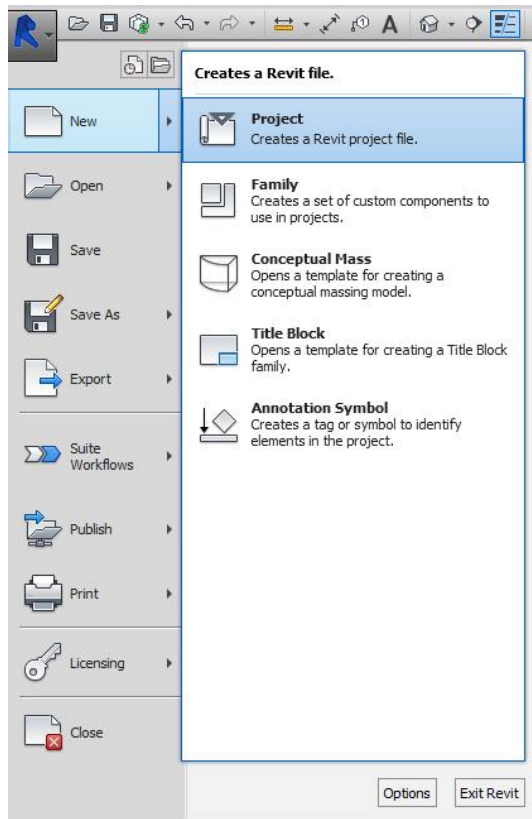 A
Creates a Revit file.
New
Project
Creates a Revit project file.
Open
Family
Creates a set of custom components to
use in projects.
Save
Conceptual Mass
Opens a template for creating a
conceptual massing model.
Save As
Title Block
Opens a template for creating a Title Block
family.
Export
Annotation Symbol
Creates a tag or symbol to identify
elements in the project.
Suite
Workflows
Publish
Print
Licensing
Close
Options
Exit Revit